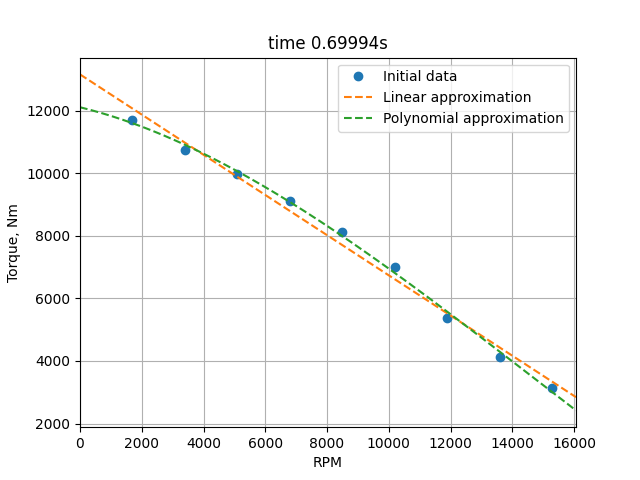 time 0.69994s
Initial data
Linear approximation
Polynomial approximation
Torque, Nm
12000
10000
8000
6000
4000
2000
0 2000 4000 6000 8000 10000 12000 14000 16000
RPM